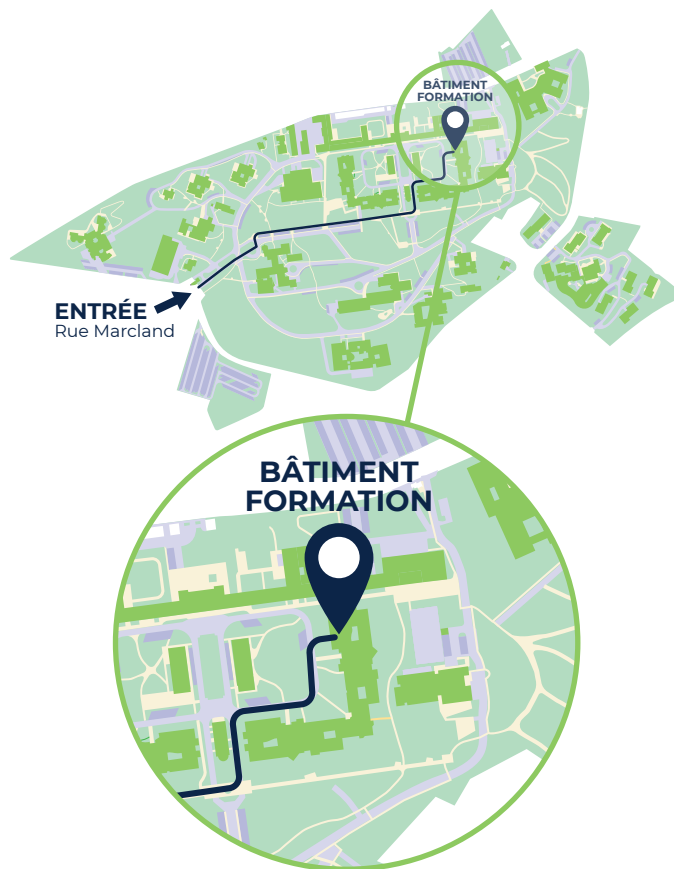 BÂTIMENT
FORMATION
ENTRÉE
Rue Marcland
BÂTIMENT
FORMATION